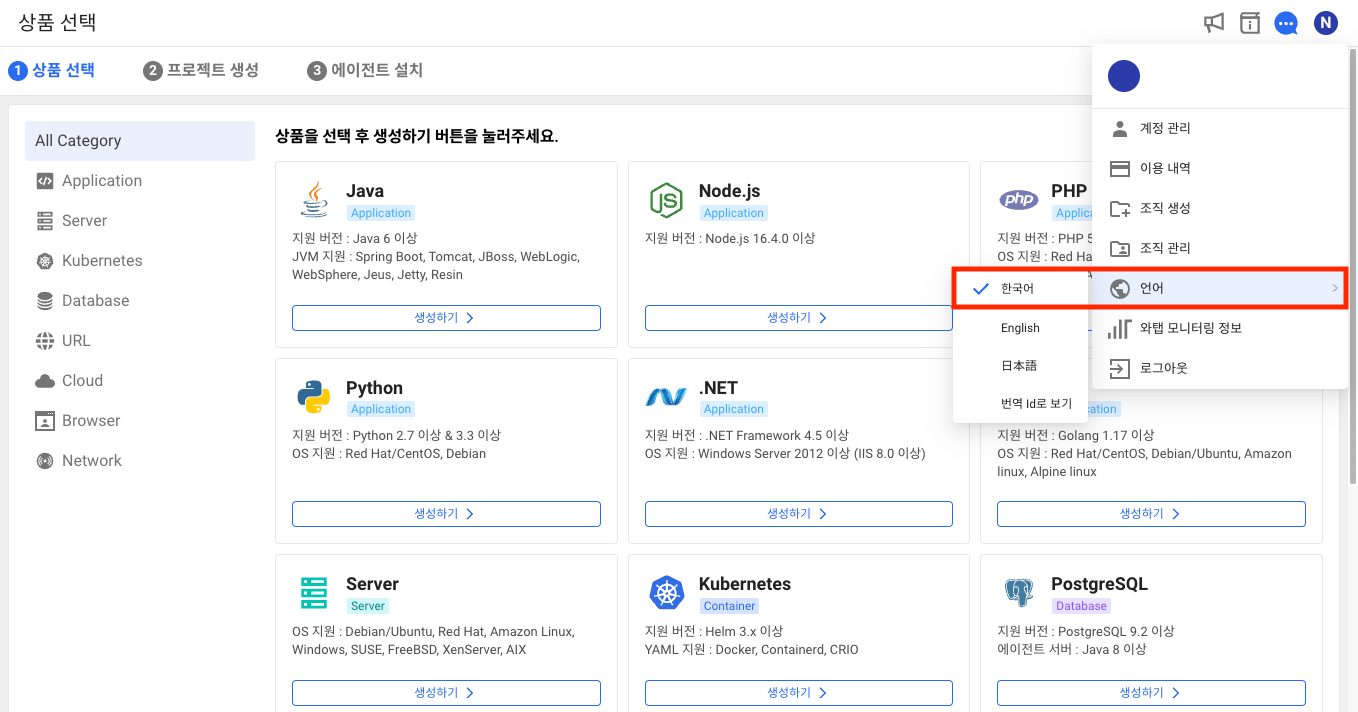 상품 선택
N
1 상품 선택
2 프로젝트 생성
3 에이전트 설치
All Category
Application
Server
Kubernetes
Database
URL
Cloud
Browser
Network
상품을 선택 후 생성하기 버튼을 눌러주세요.
Java
Application
지원 버전 : Java 6 이상
JVM 지원 : Spring Boot, Tomcat, JBoss, WebLogic,
WebSphere, Jeus, Jetty, Resin
생성하기
Node.js
Application
지원 버전 : Node.js 16.4.0 이상
생성하기
php
PHP
Applic
지원 버전 : PHP 5
OS 지원 : Red Ha
계정 관리
이용 내역
조직 생성
조직 관리
언어
와탭 모니터링 정보
로그아웃
한국어
English
日本語
번역 Id로 보기
Python
Application
지원 버전 : Python 2.7 이상 & 3.3 이상
OS 지원 : Red Hat/CentOS, Debian
생성하기
.NET
Application
지원 버전 : .NET Framework 4.5 이상
OS 지원 : Windows Server 2012 이상 (IIS 8.0 이상)
생성하기
cation
지원 버전 : Golang 1.17 이상
OS 지원 : Red Hat/CentOS, Debian/Ubuntu, Amazon
linux, Alpine linux
생성하기
Server
Server
OS 지원 : Debian/Ubuntu, Red Hat, Amazon Linux,
Windows, SUSE, FreeBSD, XenServer, AIX
생성하기
Kubernetes
Container
지원 버전 : Helm 3.x 이상
YAML 지원 : Docker, Containerd, CRIO
생성하기
PostgreSQL
Database
지원 버전 : PostgreSQL 9.2 이상
에이전트 서버 : Java 8 이상
생성하기